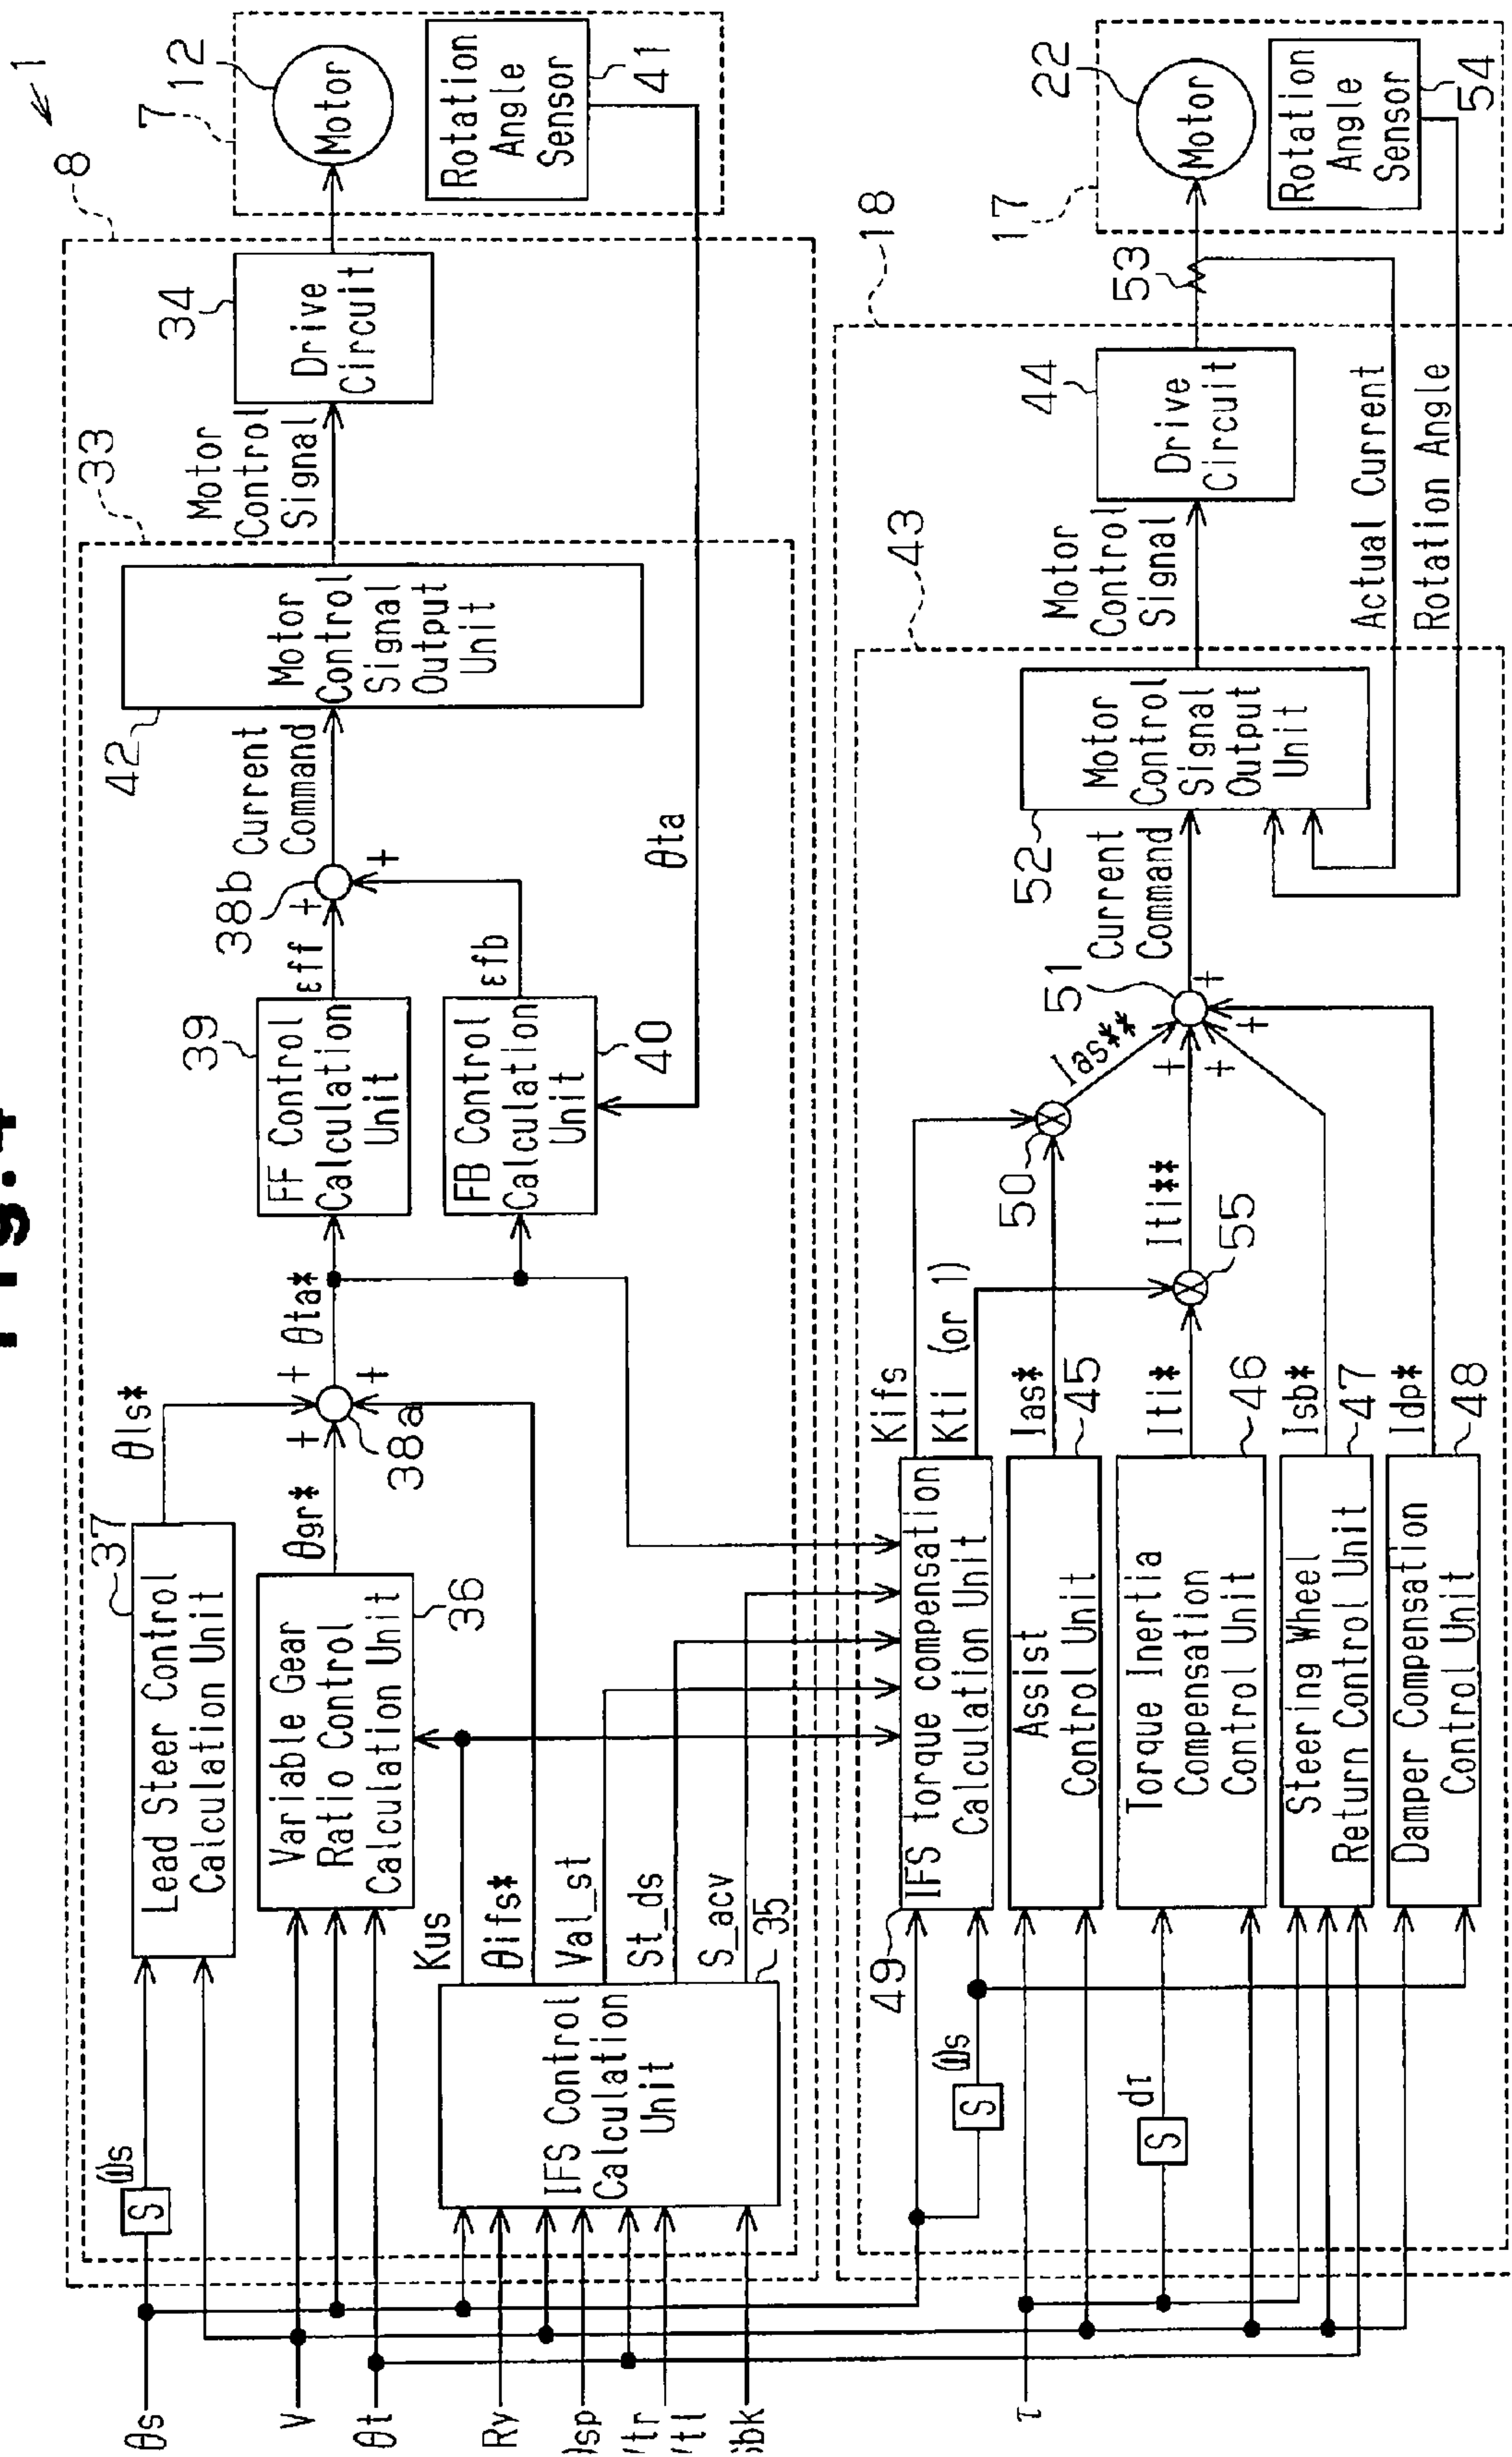 Fig.4
1
8
7
12
Motor
Rotation
Angle
Sensor
41
34
Drive
Circuit
33
Motor
Control
Signal
Motor
Control
Signal
Output
Unit
42
Current
Command
38b
+
+
εff
εfb
θta
39
FF Control
Calculation
Unit
FB Control
Calculation
Unit
40
θta*
θls*
+
+
+
38a
θgr*
37
Lead Steer Control
Calculation Unit
Variable Gear
Ratio Control
Calculation Unit
36
Kus
θifs*
Val_st
St_ds
S_acv
35
IFS Control
Calculation
Unit
S
ωs
θs
V
θt
Ry
τ
18
17
22
Motor
Rotation
Angle
Sensor
54
53
44
Drive
Circuit
Actual Current
Rotation Angle
43
Motor
Control
Signal
Motor
Control
Signal
Output
Unit
52
Current
Command
51
+
+
+
+
Ias**
50
Iti**
55
Kifs
Kti (or 1)
Ias*
45
Iti*
46
Isb*
47
Idp*
48
IFS torque compensation
Calculation Unit
49
Assist
Control Unit
Torque Inertia
Compensation
Control Unit
Steering Wheel
Return Control Unit
Damper Compensation
Control Unit
S
ωs
S
dτ